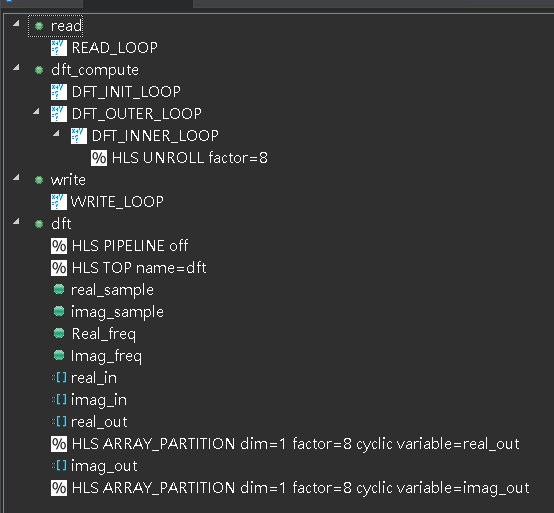 read
READ_LOOP
dft_compute
DFT_INIT_LOOP
DFT_OUTER_LOOP
DFT_INNER_LOOP
% HLS UNROLL factor=8
write
WRITE_LOOP
dft
% HLS PIPELINE off
% HLS TOP name=dft
real_sample
imag_sample
Real_freq
Imag_freq
[] real_in
[] imag_in
[] real_out
% HLS ARRAY_PARTITION dim=1 factor=8 cyclic variable=real_out
[] imag_out
% HLS ARRAY_PARTITION dim=1 factor=8 cyclic variable=imag_out